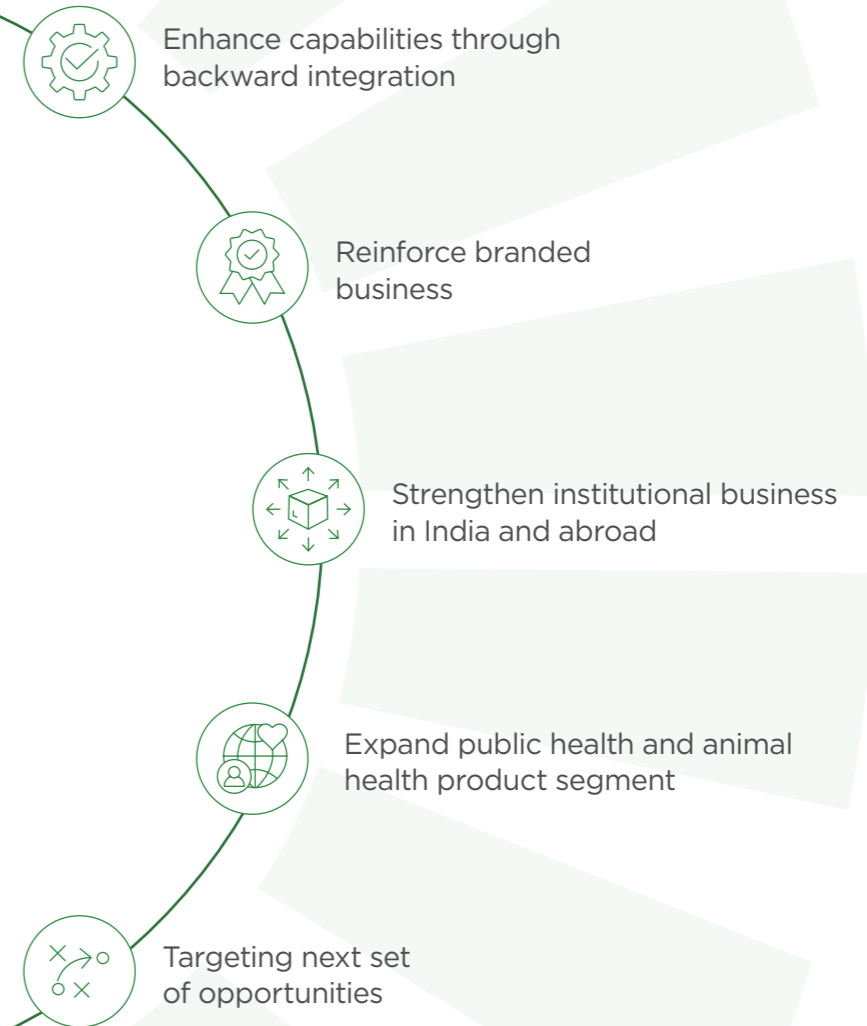 Enhance capabilities through
backward integration
Reinforce branded
business
Strengthen institutional business
in India and abroad
Expand public health and animal
health product segment
Targeting next set
of opportunities